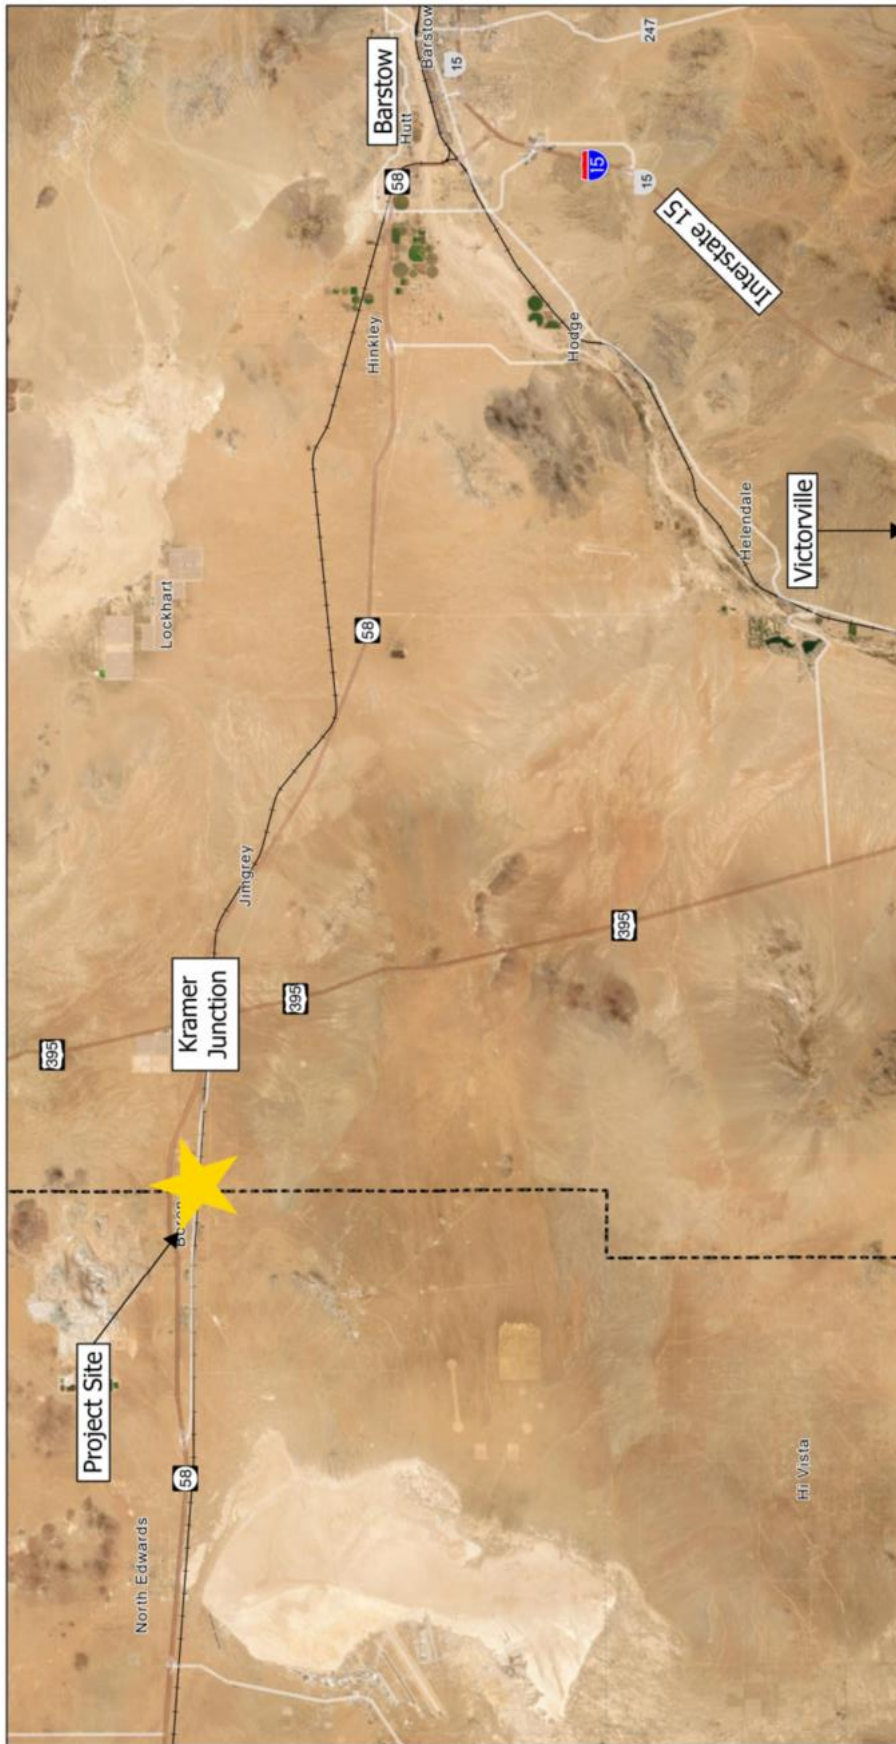 395
Project Site
North Edwards
Lockhart
Boron
58
Kramer
Junction
Jimgrey
395
58
Hinkley
Barstow
58
Hutt
Barstow
15
Hodge
15
395
15
247
Interstate 15
Helendale
Hi Vista
Victorville